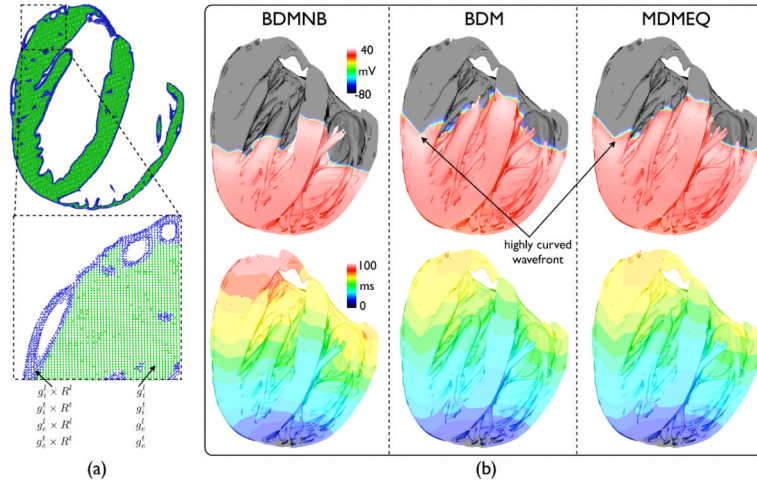 BDMNB
BDM
MDMEQ
40
mV
-80
highly curved
wavefront
100
ms
0
g_i^l × R^l g_i^l
g_i^t × R^t g_i^t
g_e^l × R^l g_e^l
g_e^t × R^t g_e^t
(a)
(b)